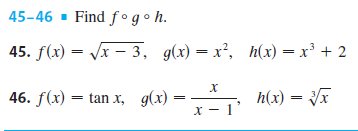 45–46 ▪ Find f ∘ g ∘ h.
45. f(x) = √(x − 3), g(x) = x², h(x) = x³ + 2
46. f(x) = tan x, g(x) = x/(x − 1), h(x) = ∛x